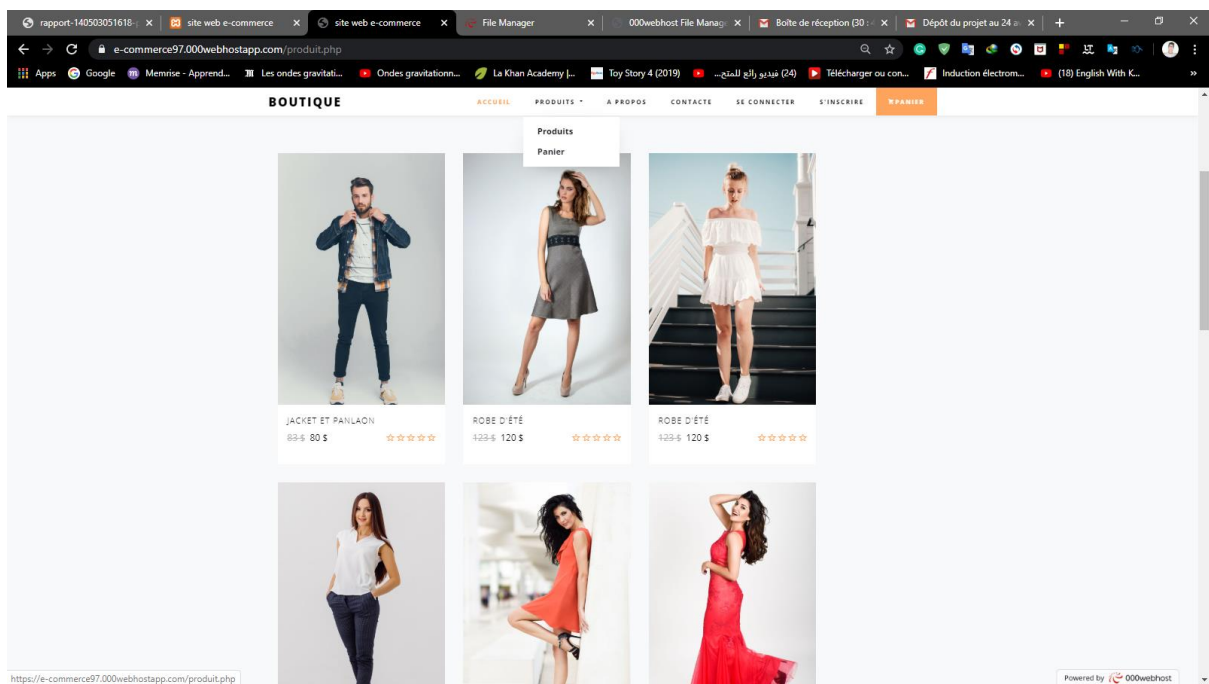 rapport-140503051618-
site web e-commerce
site web e-commerce
File Manager
000webhost File Manag
Boîte de réception (30
Dépôt du projet au 24 a
e-commerce97.000webhostapp.com/produit.php
Apps
Google
Memrise - Apprend...
Les ondes gravitati...
Ondes gravitationn...
La Khan Academy |...
Toy Story 4 (2019)
(24) فيديو رائع للمتح...
Télécharger ou con...
Induction électrom...
(18) English With K...
»
BOUTIQUE
ACCUEIL
PRODUITS
A PROPOS
CONTACTE
SE CONNECTER
S'INSCRIRE
PANIER
Produits
Panier
JACKET ET PANLAON
83 $ 80 $
ROBE D'ÉTÉ
123 $ 120 $
ROBE D'ÉTÉ
123 $ 120 $
https://e-commerce97.000webhostapp.com/produit.php
Powered by 000webhost